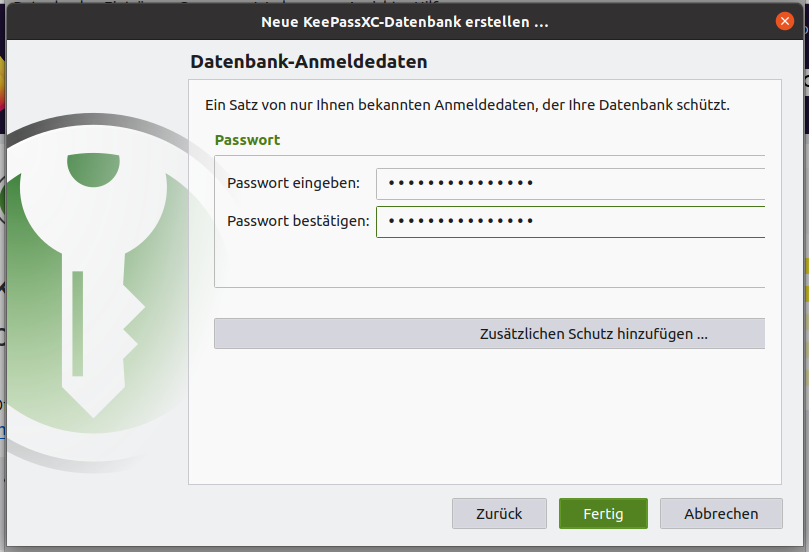 Neue KeePassXC-Datenbank erstellen …
Datenbank-Anmeldedaten
Ein Satz von nur Ihnen bekannten Anmeldedaten, der Ihre Datenbank schützt.
Passwort
Passwort eingeben: •••••••••••••••
Passwort bestätigen: •••••••••••••••
Zusätzlichen Schutz hinzufügen ...
Zurück
Fertig
Abbrechen